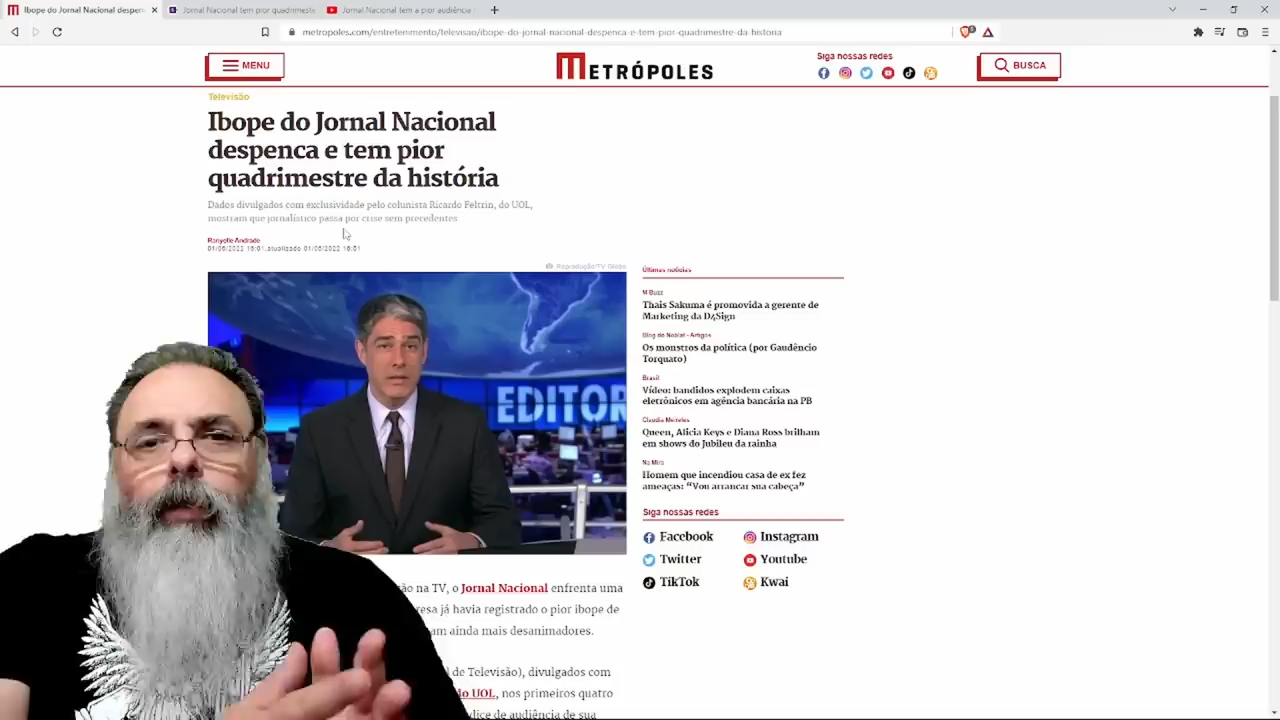 Ibope do Jornal Nacional despen
Jornal Nacional tem pior quadrimestre
Jornal Nacional tem a pior audiência
metropoles.com/entretenimento/televisao/ibope-do-jornal-nacional-despenca-e-tem-pior-quadrimestre-da-historia
MENU
METRÓPOLES
Siga nossas redes
BUSCA
Televisão
Ibope do Jornal Nacional
despenca e tem pior
quadrimestre da história
Dados divulgados com exclusividade pelo colunista Ricardo Feltrin, do UOL,
mostram que jornalístico passa por crise sem precedentes
Ranyelle Andrade
01/06/2022 16:01, atualizado 01/06/2022 16:01
Reprodução/TV Globo
EDITOR
Últimas notícias
M Buzz
Thais Sakuma é promovida a gerente de
Marketing da D4Sign
Blog do Noblat - Artigos
Os monstros da política (por Gaudêncio
Torquato)
Brasil
Vídeo: bandidos explodem caixas
eletrônicos em agência bancária na PB
Claudia Meireles
Queen, Alicia Keys e Diana Ross brilham
em shows do Jubileu da rainha
Na Mira
Homem que incendiou casa de ex fez
ameaças: “Vou arrancar sua cabeça”
Siga nossas redes
Facebook
Instagram
Twitter
Youtube
TikTok
Kwai
ção na TV, o Jornal Nacional enfrenta uma
resa já havia registrado o pior ibope de
am ainda mais desanimadores.
l de Televisão), divulgados com
do UOL, nos primeiros quatro
dice de audiência de sua